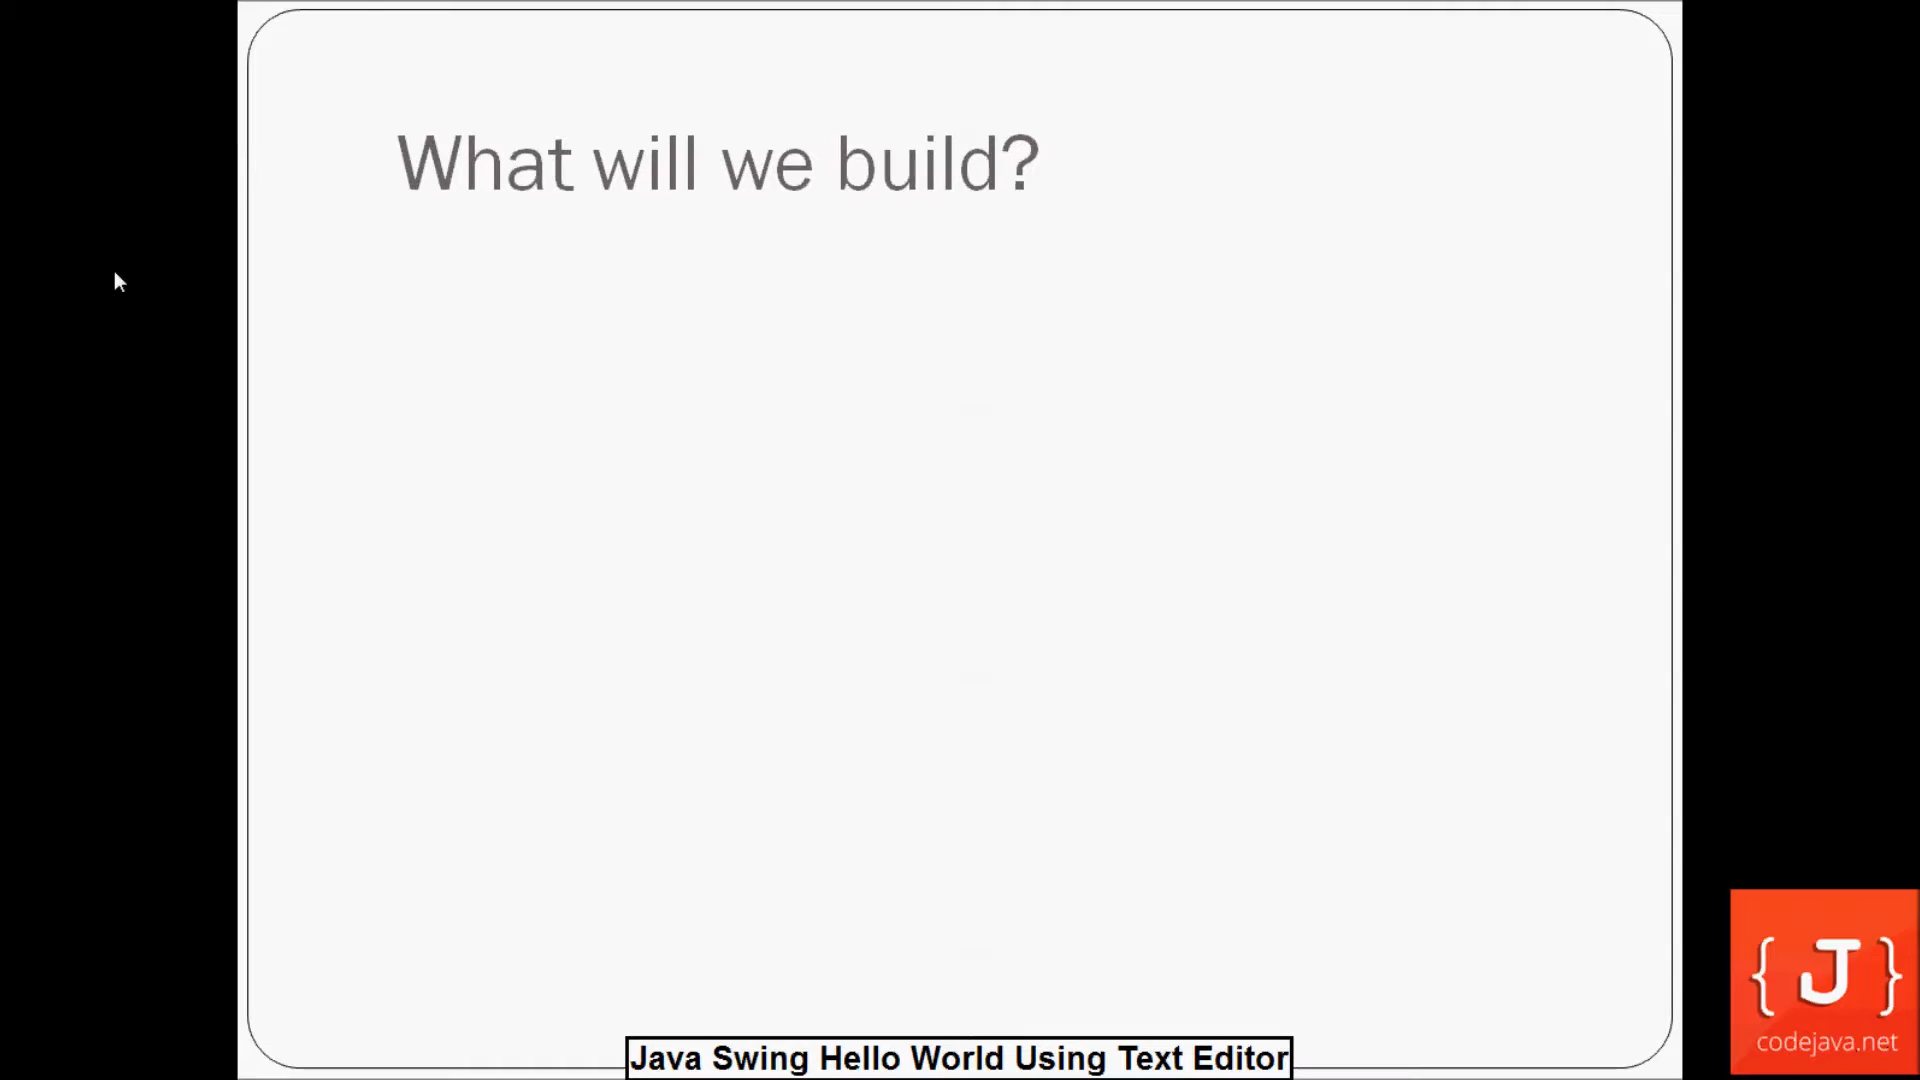 What will we build?
{ J }
codejava.net
Java Swing Hello World Using Text Editor